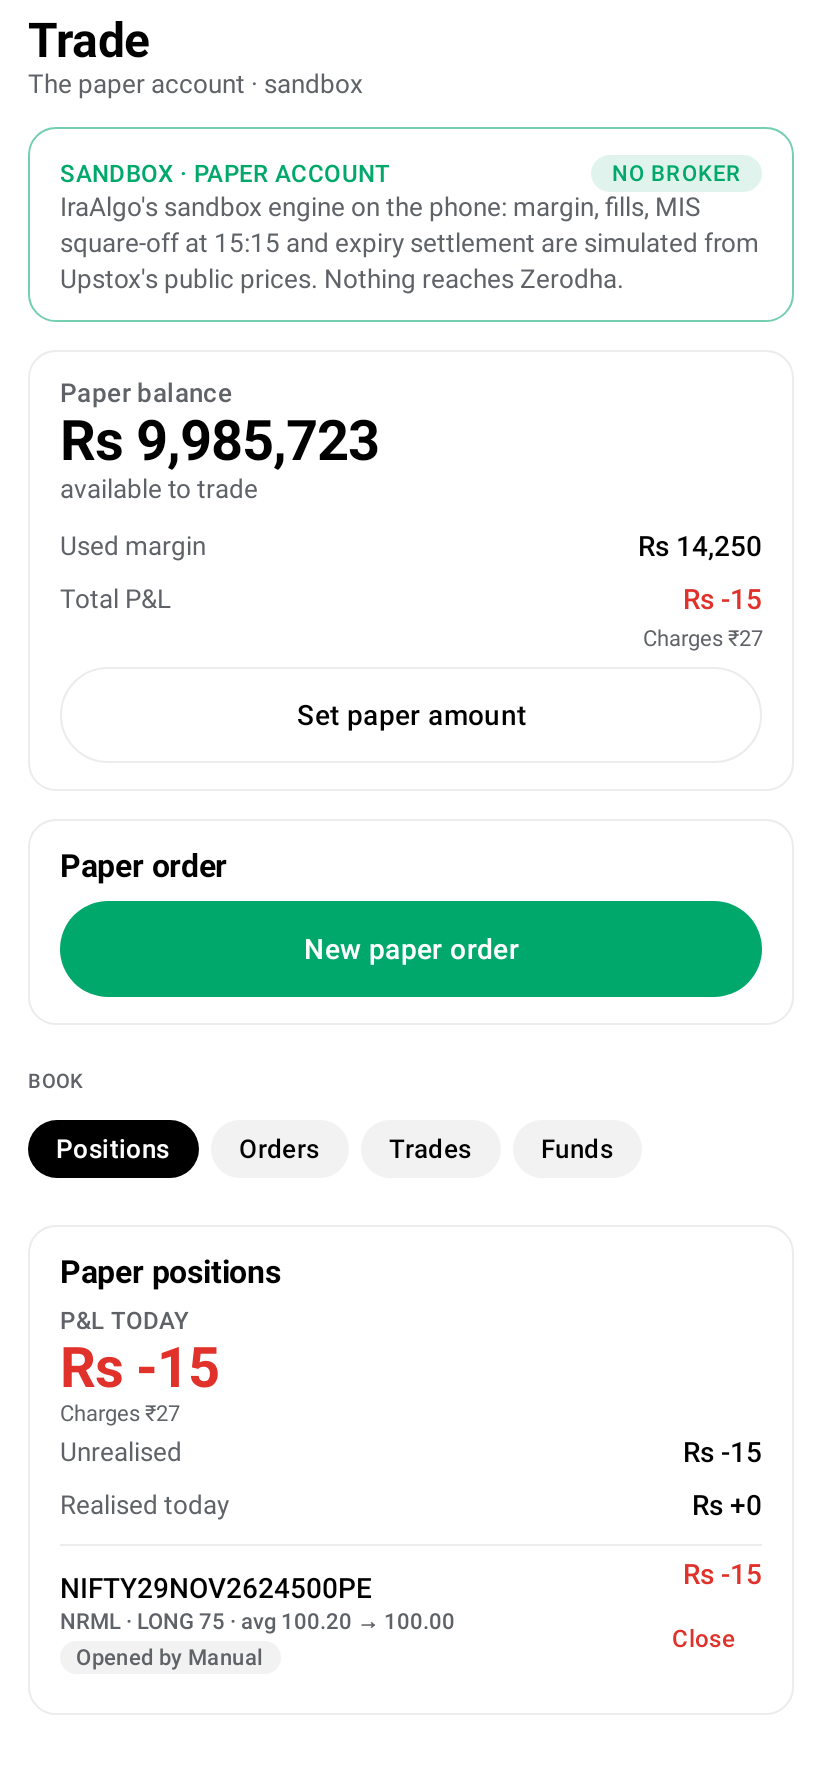 Trade
The paper account · sandbox
SANDBOX · PAPER ACCOUNT
NO BROKER
IraAlgo's sandbox engine on the phone: margin, fills, MIS
square-off at 15:15 and expiry settlement are simulated from
Upstox's public prices. Nothing reaches Zerodha.
Paper balance
Rs 9,985,723
available to trade
Used margin
Rs 14,250
Total P&L
Rs -15
Charges ₹27
Set paper amount
Paper order
New paper order
BOOK
Positions
Orders
Trades
Funds
Paper positions
P&L TODAY
Rs -15
Charges ₹27
Unrealised
Rs -15
Realised today
Rs +0
NIFTY29NOV2624500PE
Rs -15
NRML · LONG 75 · avg 100.20 → 100.00
Close
Opened by Manual